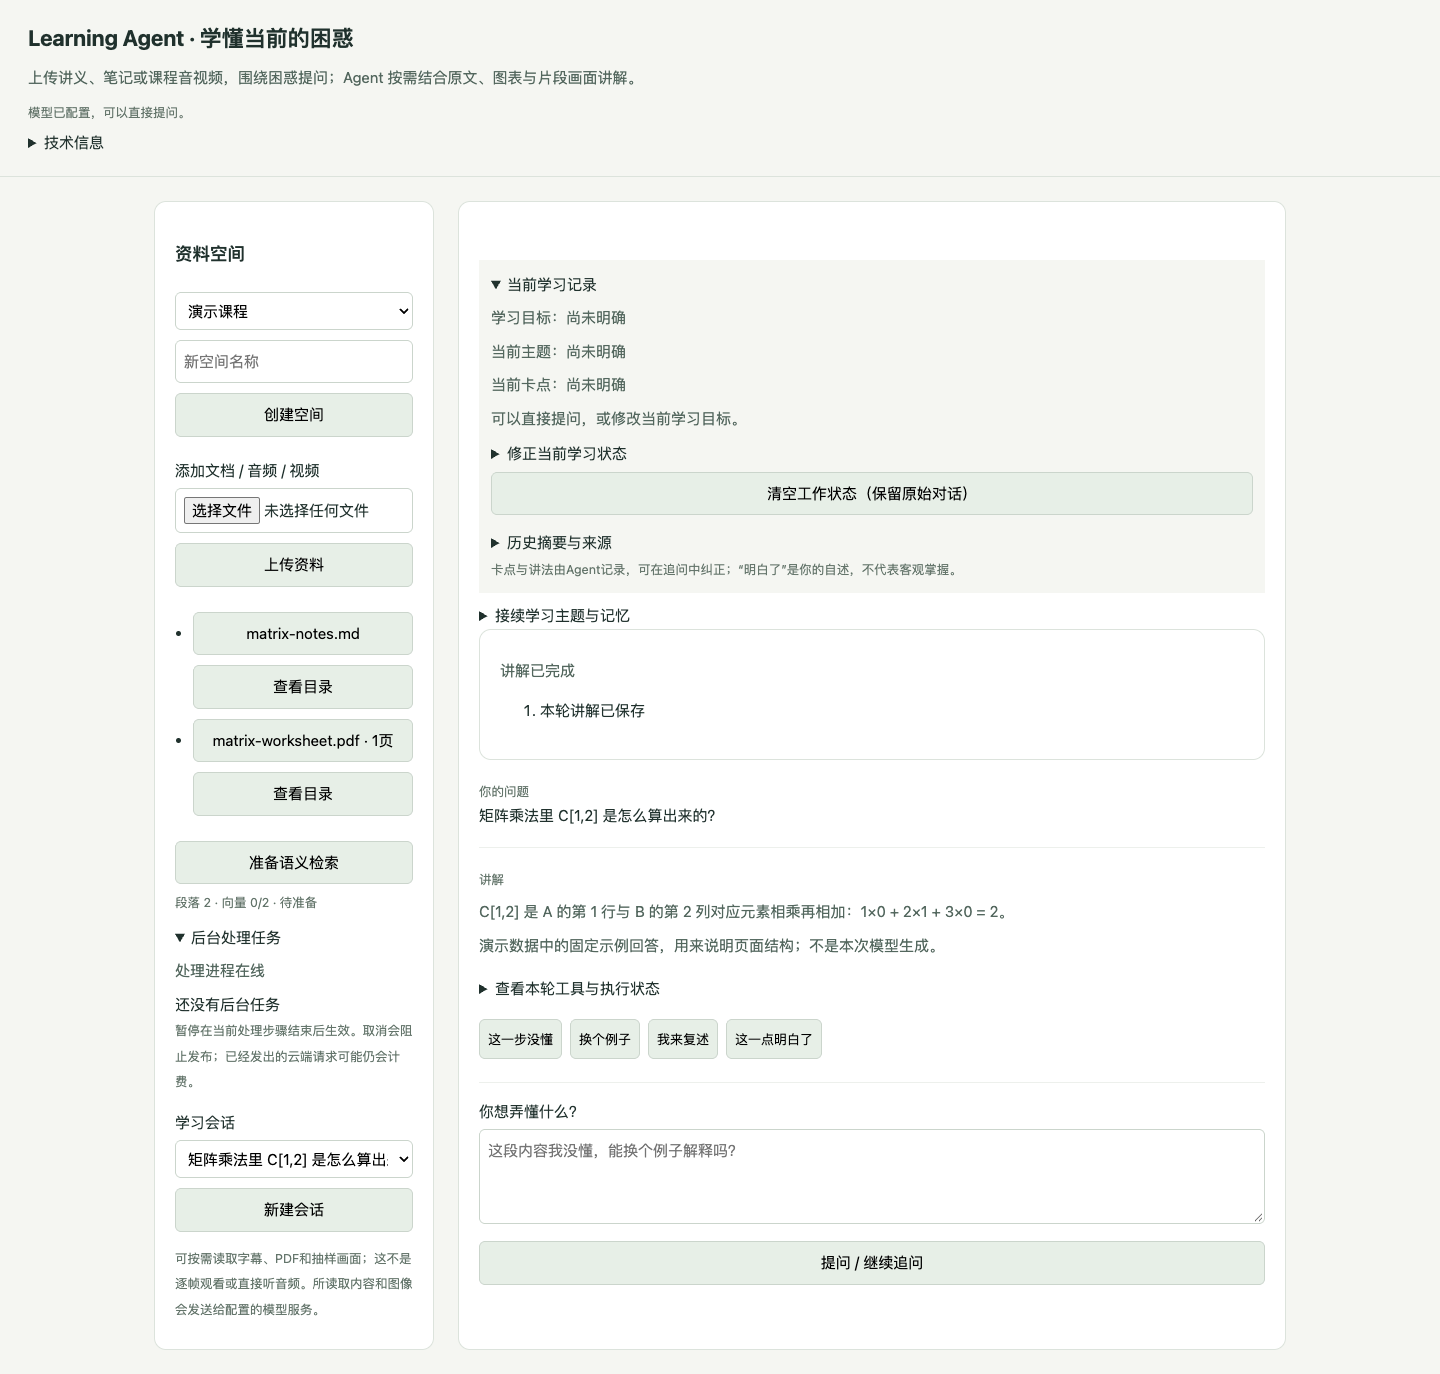 Learning Agent · 学懂当前的困惑
上传讲义、笔记或课程音视频，围绕困惑提问；Agent 按需结合原文、图表与片段画面讲解。
模型已配置，可以直接提问。
技术信息
资料空间
演示课程
新空间名称
创建空间
添加文档 / 音频 / 视频
选择文件 未选择任何文件
上传资料
matrix-notes.md
查看目录
matrix-worksheet.pdf · 1页
查看目录
准备语义检索
段落 2 · 向量 0/2 · 待准备
后台处理任务
处理进程在线
还没有后台任务
暂停在当前处理步骤结束后生效。取消会阻
止发布；已经发出的云端请求可能仍会计
费。
学习会话
矩阵乘法里 C[1,2] 是怎么算出
新建会话
可按需读取字幕、PDF和抽样画面；这不是
逐帧观看或直接听音频。所读取内容和图像
会发送给配置的模型服务。
当前学习记录
学习目标：尚未明确
当前主题：尚未明确
当前卡点：尚未明确
可以直接提问，或修改当前学习目标。
修正当前学习状态
清空工作状态（保留原始对话）
历史摘要与来源
卡点与讲法由Agent记录，可在追问中纠正；“明白了”是你的自述，不代表客观掌握。
接续学习主题与记忆
讲解已完成
1. 本轮讲解已保存
你的问题
矩阵乘法里 C[1,2] 是怎么算出来的?
讲解
C[1,2] 是 A 的第 1 行与 B 的第 2 列对应元素相乘再相加：1×0 + 2×1 + 3×0 = 2。
演示数据中的固定示例回答，用来说明页面结构；不是本次模型生成。
查看本轮工具与执行状态
这一步没懂 换个例子 我来复述 这一点明白了
你想弄懂什么?
这段内容我没懂，能换个例子解释吗?
提问 / 继续追问